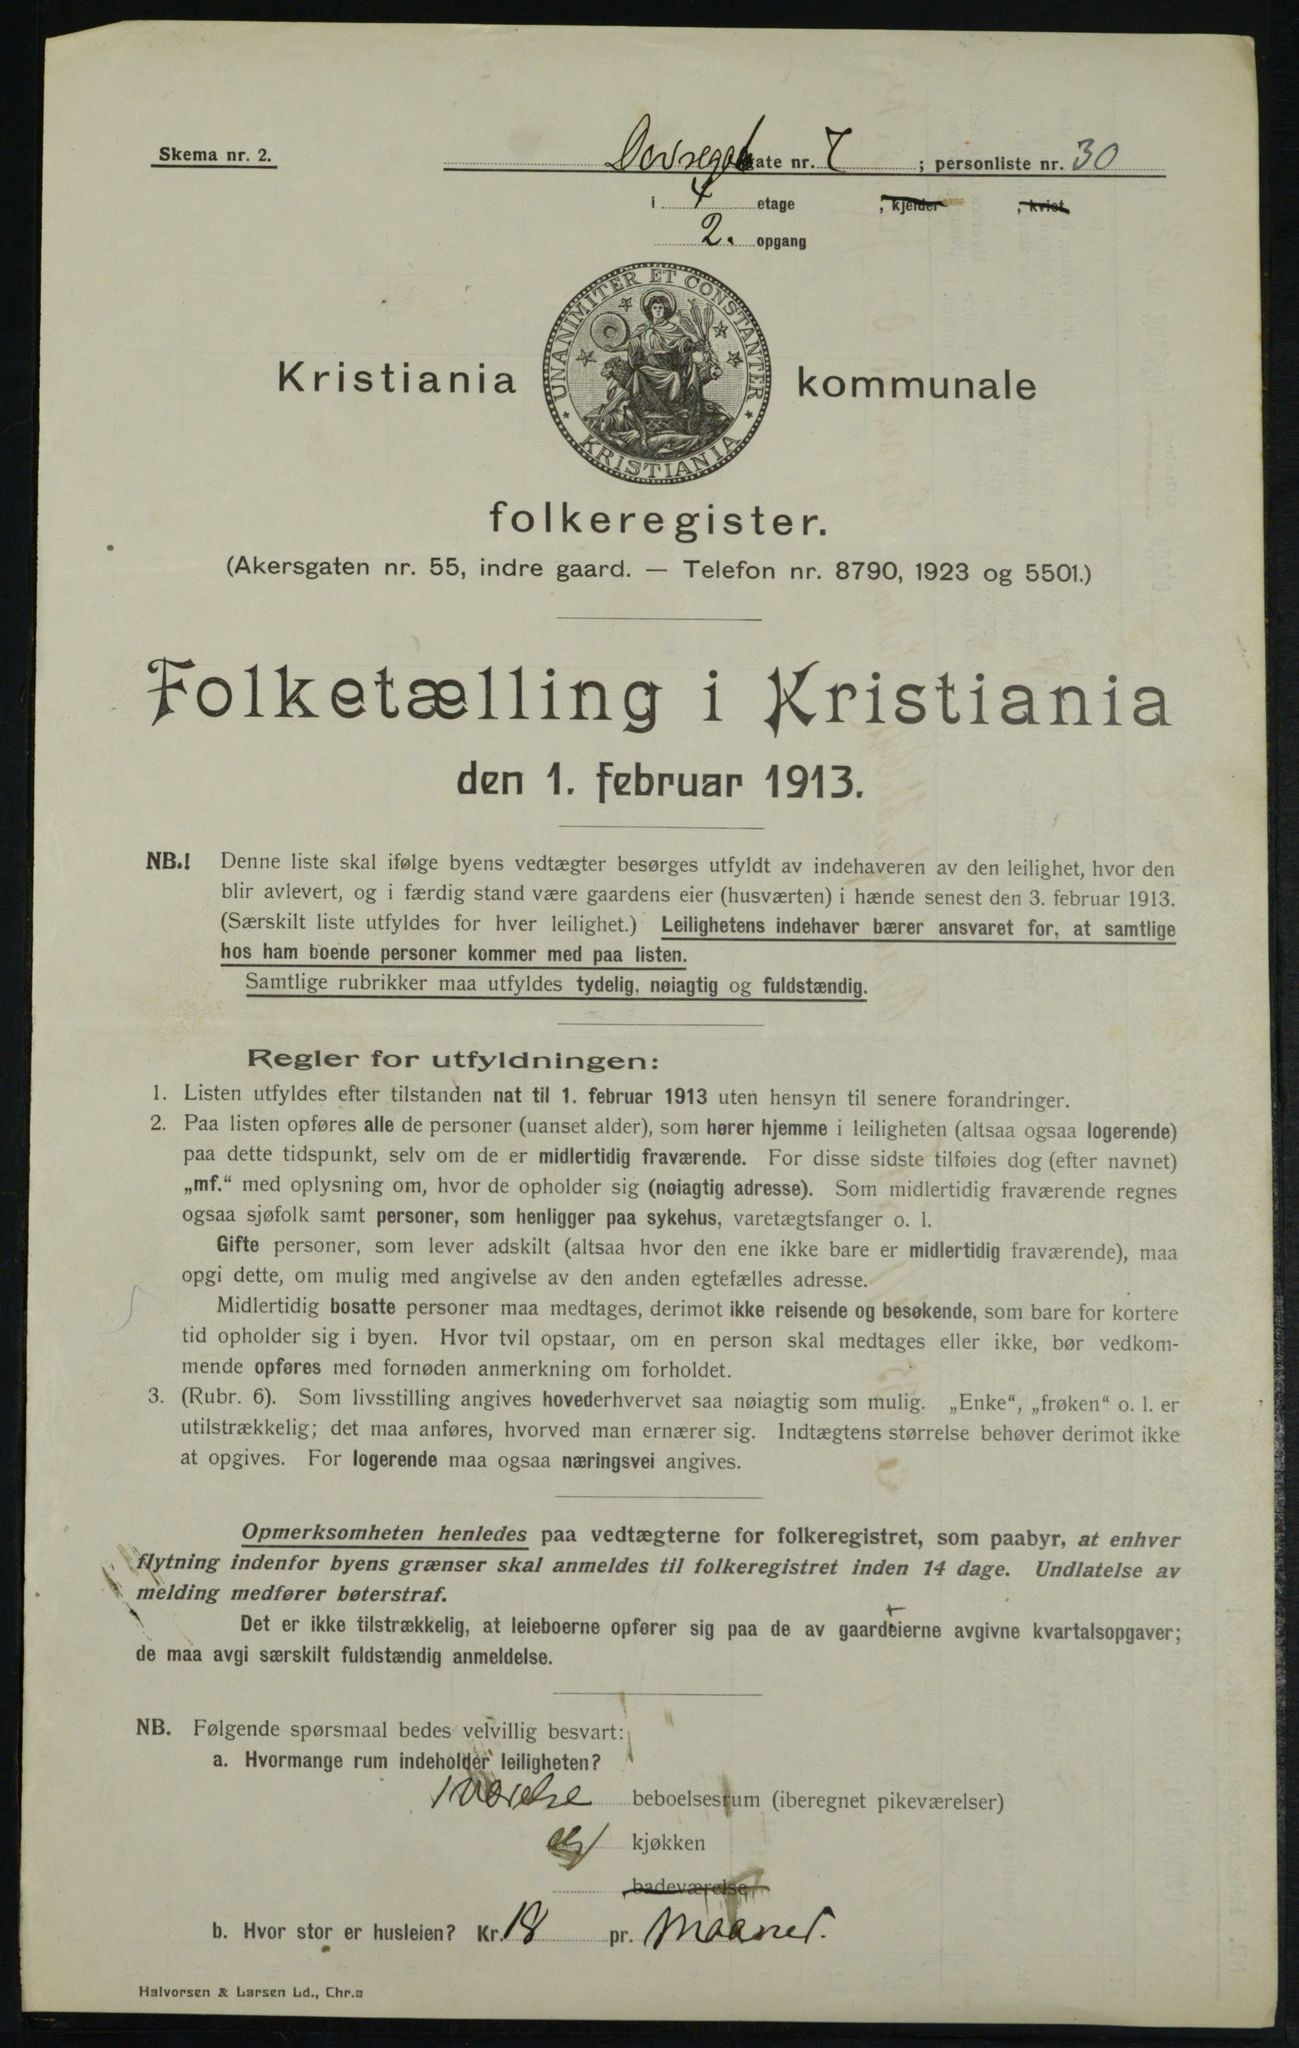 Skema nr. 2.
Dovregat gate nr. 7 ; personliste nr. 30
i 4 etage , kjelder , kvist
2. opgang
UNANIMITER ET CONSTANTER
KRISTIANIA
Kristiania kommunale
folkeregister.
(Akersgaten nr. 55, indre gaard. — Telefon nr. 8790, 1923 og 5501.)
Folketælling i Kristiania
den 1. februar 1913.
NB.! Denne liste skal ifølge byens vedtægter besørges utfyldt av indehaveren av den leilighet, hvor den
blir avlevert, og i færdig stand være gaardens eier (husværten) i hænde senest den 3. februar 1913.
(Særskilt liste utfyldes for hver leilighet.) Leilighetens indehaver bærer ansvaret for, at samtlige
hos ham boende personer kommer med paa listen.
Samtlige rubrikker maa utfyldes tydelig, nøiagtig og fuldstændig.
Regler for utfyldningen:
1. Listen utfyldes efter tilstanden nat til 1. februar 1913 uten hensyn til senere forandringer.
2. Paa listen opføres alle de personer (uanset alder), som hører hjemme i leiligheten (altsaa ogsaa logerende)
paa dette tidspunkt, selv om de er midlertidig fraværende. For disse sidste tilføies dog (efter navnet)
„mf.“ med oplysning om, hvor de opholder sig (nøiagtig adresse). Som midlertidig fraværende regnes
ogsaa sjøfolk samt personer, som henligger paa sykehus, varetægtsfanger o. l.
Gifte personer, som lever adskilt (altsaa hvor den ene ikke bare er midlertidig fraværende), maa
opgi dette, om mulig med angivelse av den anden egtefælles adresse.
Midlertidig bosatte personer maa medtages, derimot ikke reisende og besøkende, som bare for kortere
tid opholder sig i byen. Hvor tvil opstaar, om en person skal medtages eller ikke, bør vedkom-
mende opføres med fornøden anmerkning om forholdet.
3. (Rubr. 6). Som livsstilling angives hovederhvervet saa nøiagtig som mulig. „Enke“, „frøken“ o. l. er
utilstrækkelig; det maa anføres, hvorved man ernærer sig. Indtægtens størrelse behøver derimot ikke
at opgives. For logerende maa ogsaa næringsvei angives.
Opmerksomheten henledes paa vedtægterne for folkeregistret, som paabyr, at enhver
flytning indenfor byens grænser skal anmeldes til folkeregistret inden 14 dage. Undlatelse av
melding medfører bøterstraf.
Det er ikke tilstrækkelig, at leieboerne opfører sig paa de av gaardeierne avgivne kvartalsopgaver;
de maa avgi særskilt fuldstændig anmeldelse.
NB. Følgende spørsmaal bedes velvillig besvart:
a. Hvormange rum indeholder leiligheten?
1 værelse beboelsesrum (iberegnet pikeværelser)
kjøkken
badeværelse
b. Hvor stor er husleien? Kr. 18 pr. Maaned.
Halvorsen & Larsen Ld., Chr.a